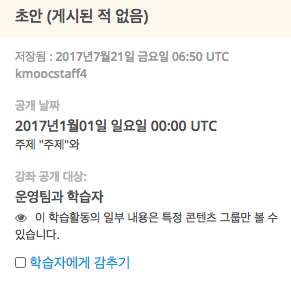 초안 (게시된 적 없음)
저장됨 : 2017년7월21일 금요일 06:50 UTC
kmoocstaff4
공개 날짜
2017년1월01일 일요일 00:00 UTC
주제 "주제"와
강좌 공개 대상:
운영팀과 학습자
이 학습활동의 일부 내용은 특정 콘텐츠 그룹만 볼 수
있습니다.
학습자에게 감추기